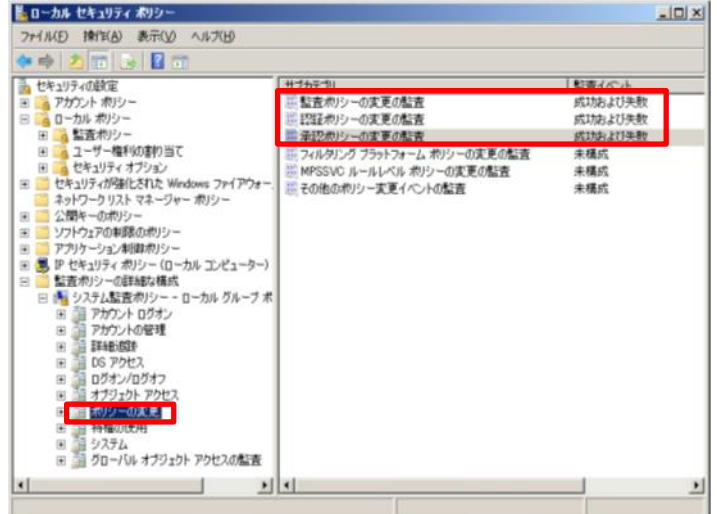 ローカル セキュリティ ポリシー
ファイル(F) 操作(A) 表示(V) ヘルプ(H)
セキュリティの設定
アカウント ポリシー
ローカル ポリシー
監査ポリシー
ユーザー権利の割り当て
セキュリティ オプション
セキュリティが強化された Windows ファイアウォー
ネットワーク リスト マネージャー ポリシー
公開キーのポリシー
ソフトウェアの制限のポリシー
アプリケーション制御ポリシー
IP セキュリティ ポリシー (ローカル コンピューター)
監査ポリシーの詳細な構成
システム監査ポリシー - ローカル グループ ポ
アカウント ログオン
アカウントの管理
詳細追跡
DS アクセス
ログオン/ログオフ
オブジェクト アクセス
ポリシーの変更
特権の使用
システム
グローバル オブジェクト アクセスの監査
サブカテゴリ 監査イベント
監査ポリシーの変更の監査 成功および失敗
認証ポリシーの変更の監査 成功および失敗
承認ポリシーの変更の監査 成功および失敗
フィルタリング プラットフォーム ポリシーの変更の監査 未構成
MPSSVC ルールレベル ポリシーの変更の監査 未構成
その他のポリシー変更イベントの監査 未構成